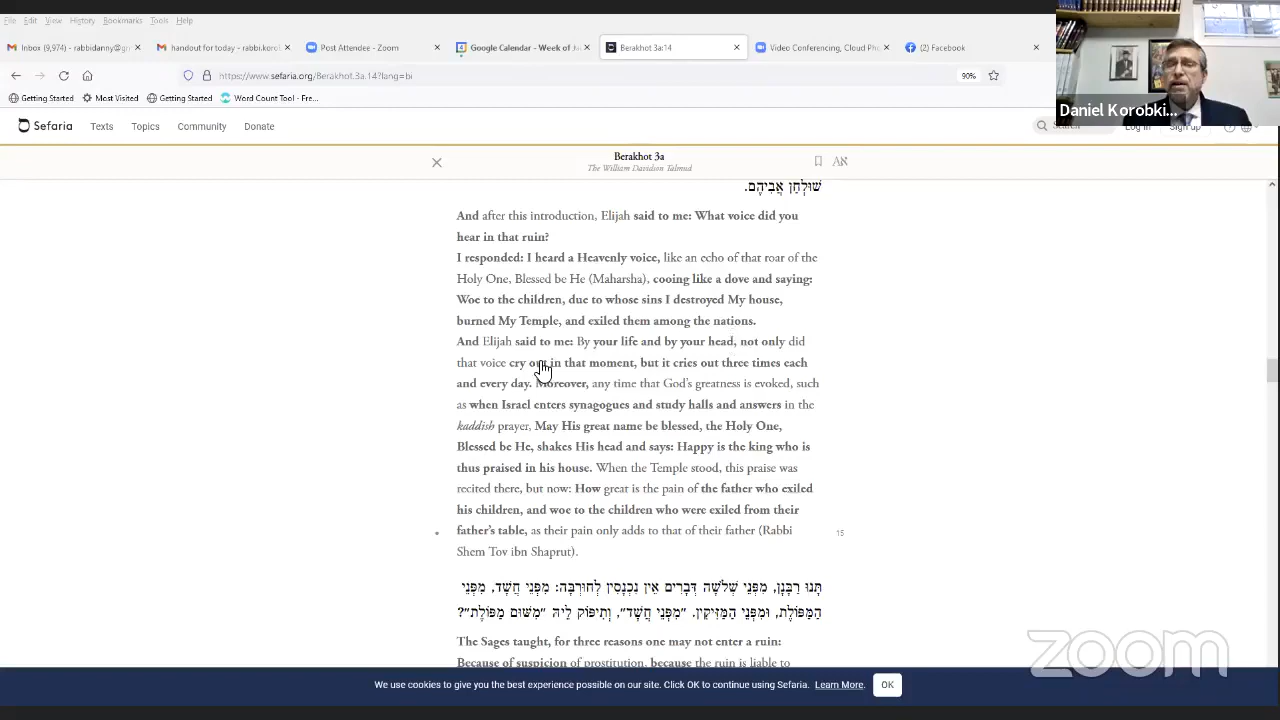 File Edit View History Bookmarks Tools Help
Inbox (9,974) - rabbidanny@gr
handout for today - rabbi.korol
Post Attendee - Zoom
Google Calendar - Week of
Berakhot 3a:14
Video Conferencing, Cloud Ph
(2) Facebook
https://www.sefaria.org/Berakhot.3a.14?lang=bi
90%
Getting Started Most Visited Getting Started Word Count Tool - Fre...
Daniel Korobki...
Sefaria Texts Topics Community Donate
Search Log in Sign up
Berakhot 3a
The William Davidson Talmud
שׁוּלְחַן אֲבִיהֶם.
And after this introduction, Elijah said to me: What voice did you
hear in that ruin?
I responded: I heard a Heavenly voice, like an echo of that roar of the
Holy One, Blessed be He (Maharsha), cooing like a dove and saying:
Woe to the children, due to whose sins I destroyed My house,
burned My Temple, and exiled them among the nations.
And Elijah said to me: By your life and by your head, not only did
that voice cry out in that moment, but it cries out three times each
and every day. Moreover, any time that God's greatness is evoked, such
as when Israel enters synagogues and study halls and answers in the
kaddish prayer, May His great name be blessed, the Holy One,
Blessed be He, shakes His head and says: Happy is the king who is
thus praised in his house. When the Temple stood, this praise was
recited there, but now: How great is the pain of the father who exiled
his children, and woe to the children who were exiled from their
father's table, as their pain only adds to that of their father (Rabbi
15
Shem Tov ibn Shaprut).
תָּנוּ רַבָּנַן, מִפְּנֵי שְׁלֹשָׁה דְּבָרִים אֵין נִכְנָסִין לְחוּרְבָּה: מִפְּנֵי חֲשָׁד, מִפְּנֵי
הַמַּפּוֹלֶת, וּמִפְּנֵי הַמַּזִּיקִין. ״מִפְּנֵי חֲשָׁד״, וְתִיפּוֹק לֵיהּ ״מִשּׁוּם מַפּוֹלֶת״?
The Sages taught, for three reasons one may not enter a ruin:
Because of suspicion of prostitution, because the ruin is liable to
We use cookies to give you the best experience possible on our site. Click OK to continue using Sefaria. Learn More. OK
zoom